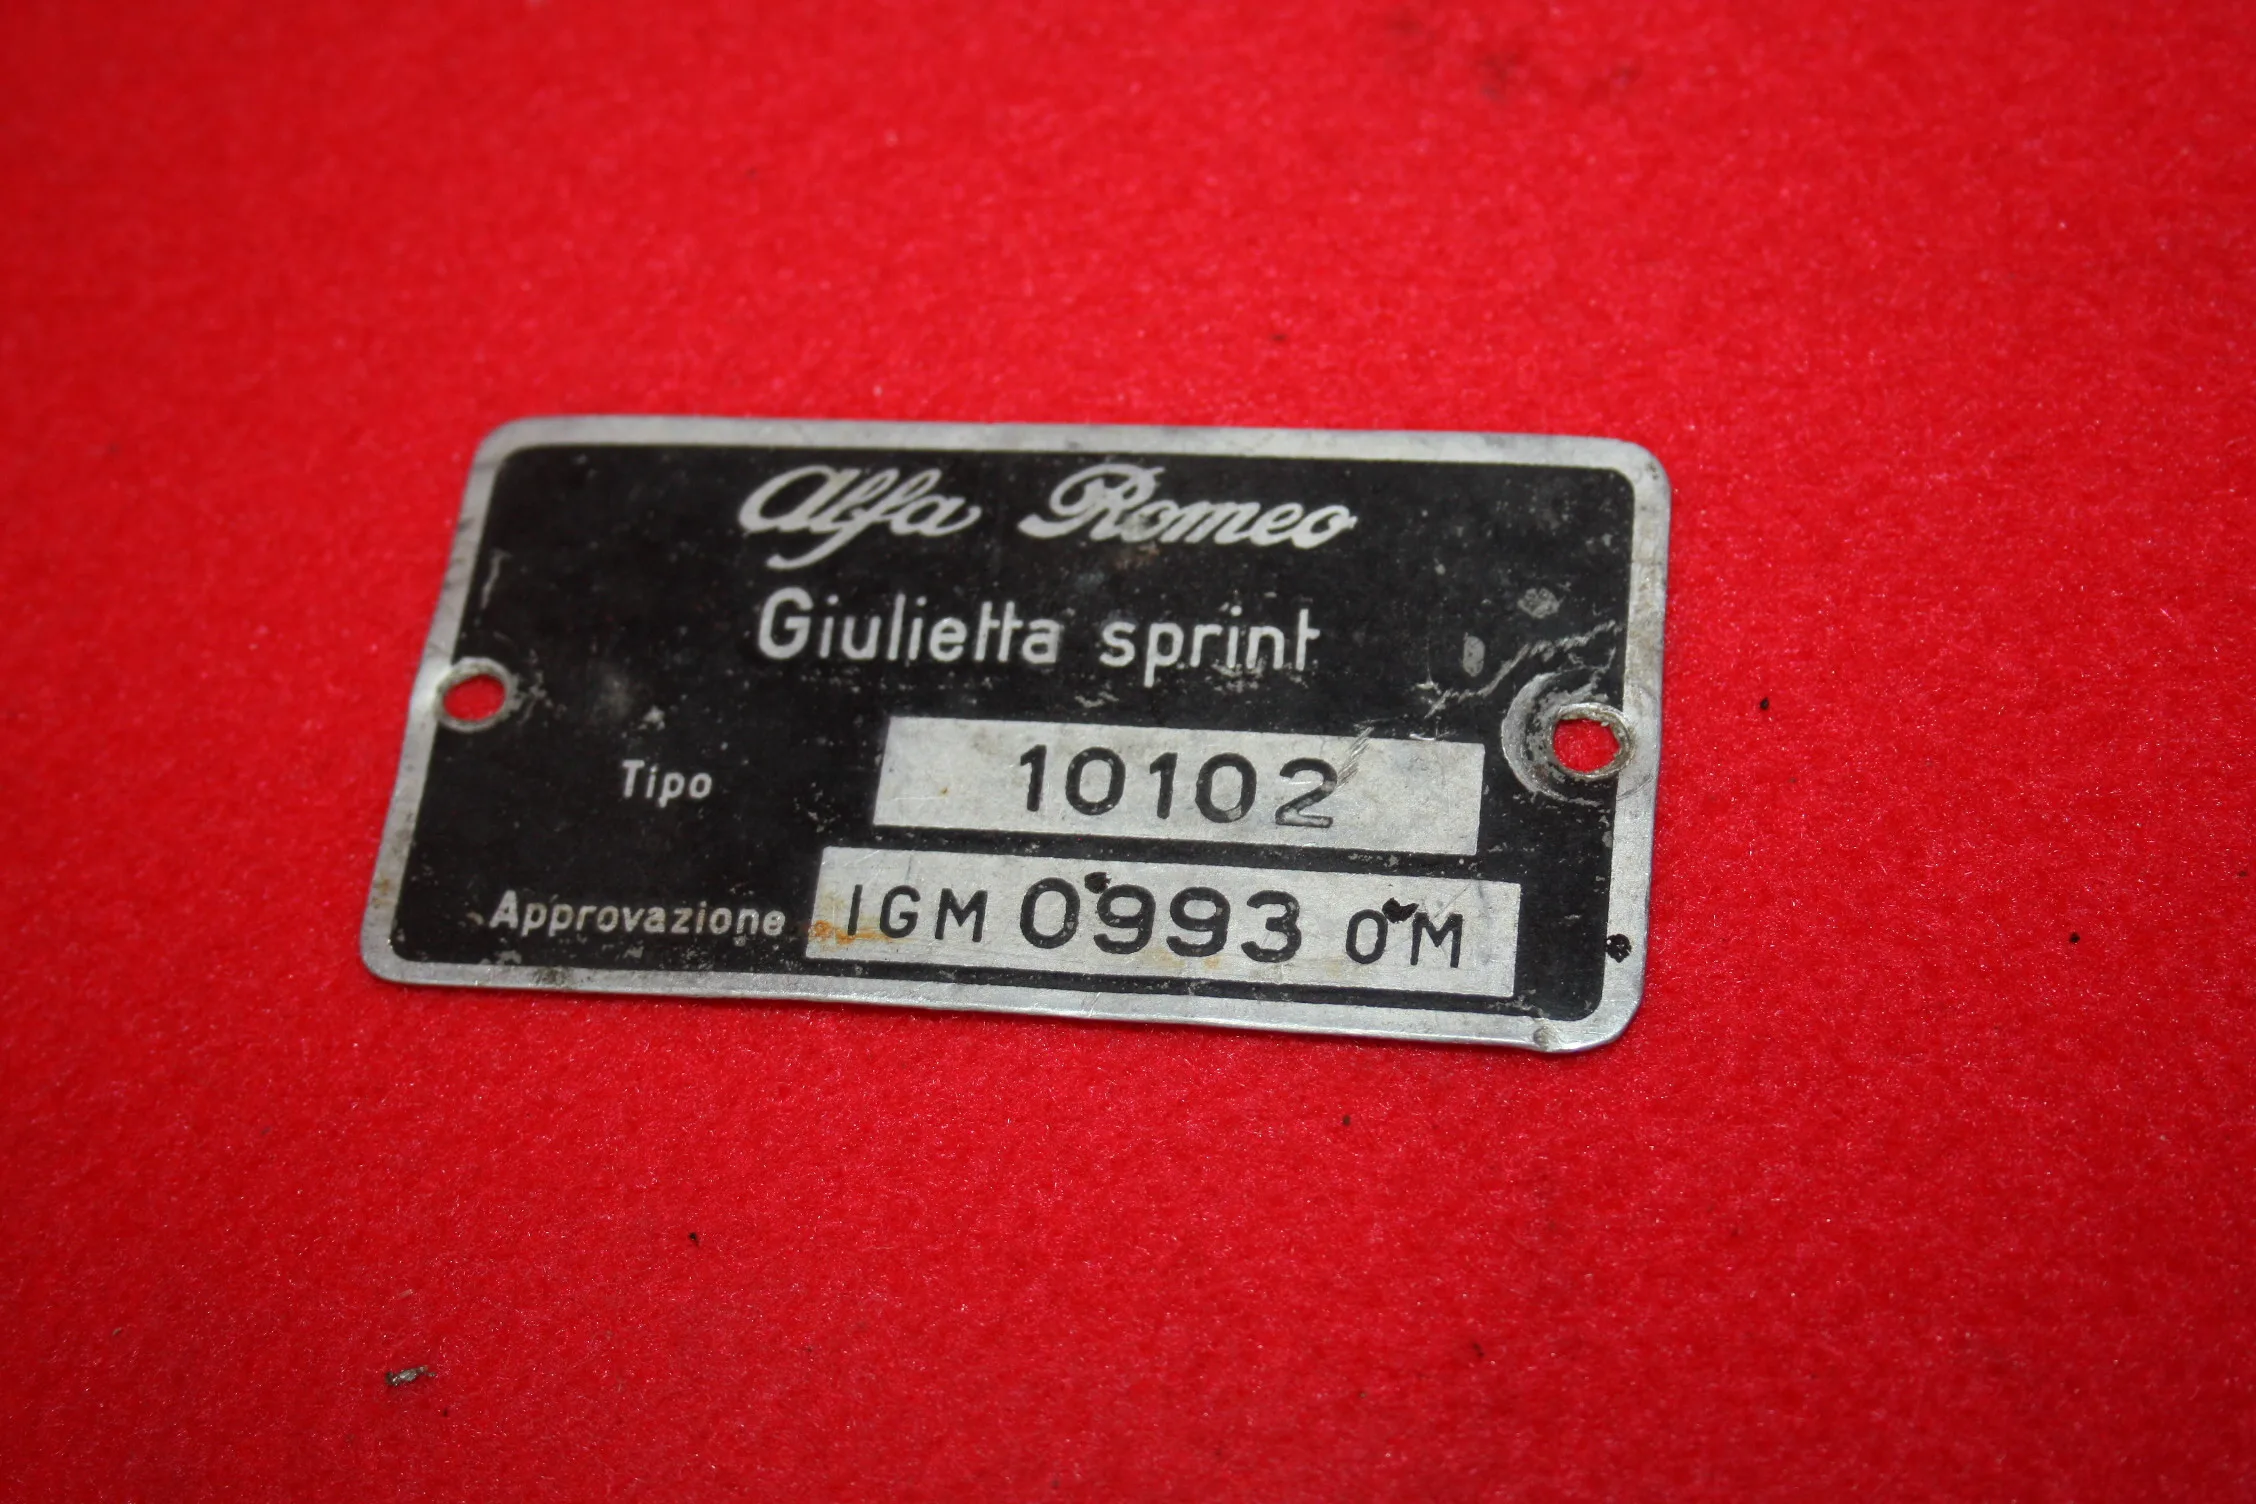 Alfa Romeo
Giulietta sprint
Tipo 10102
Approvazione IGM 0993 OM